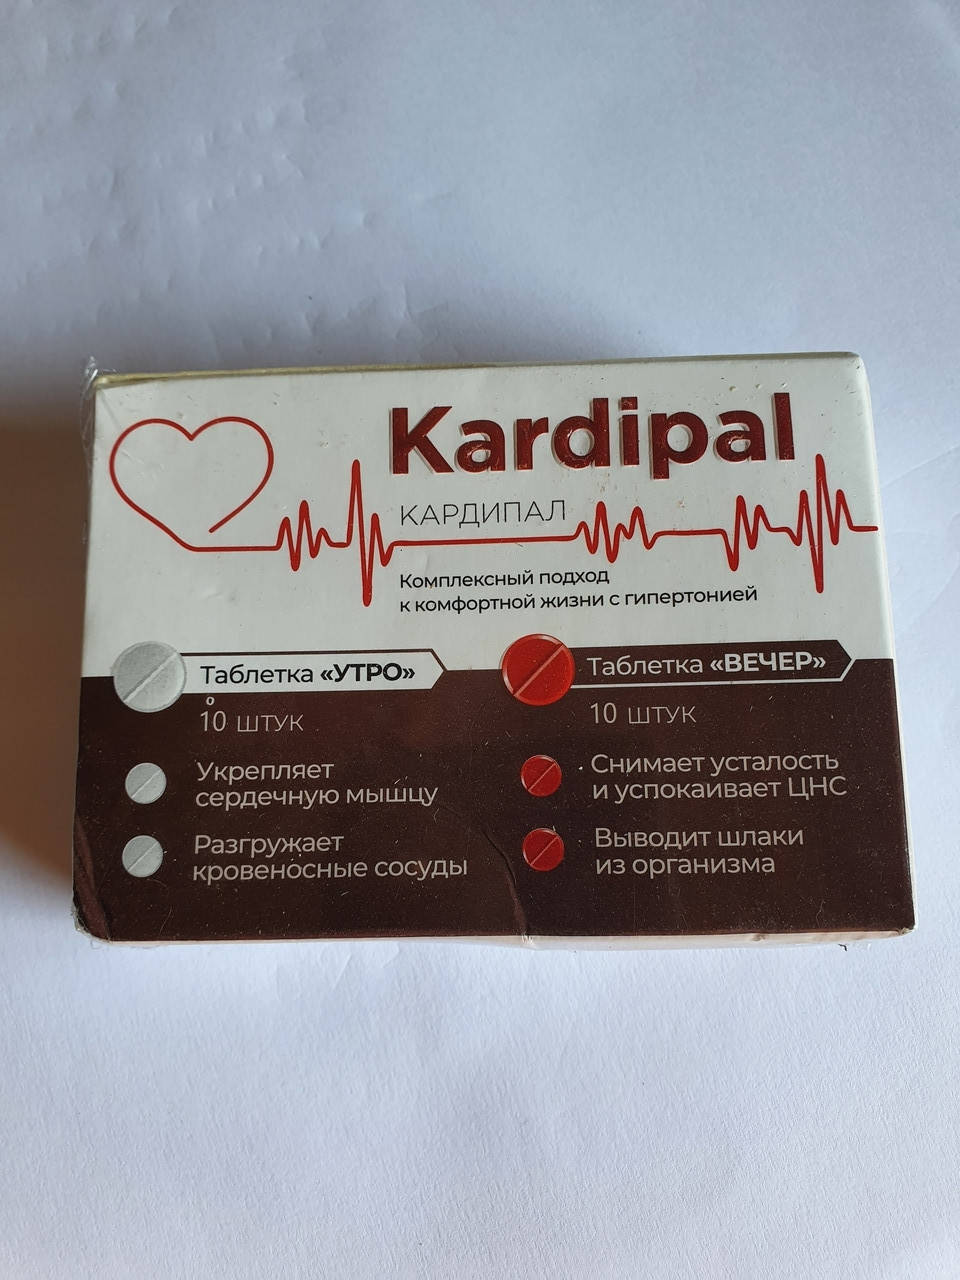 Kardipal
КАРДИПАЛ
Комплексный подход
к комфортной жизни с гипертонией
Таблетка «УТРО»
10 ШТУК
Укрепляет
сердечную мышцу
Разгружает
кровеносные сосуды
Таблетка «ВЕЧЕР»
10 ШТУК
Снимает усталость
и успокаивает ЦНС
Выводит шлаки
из организма